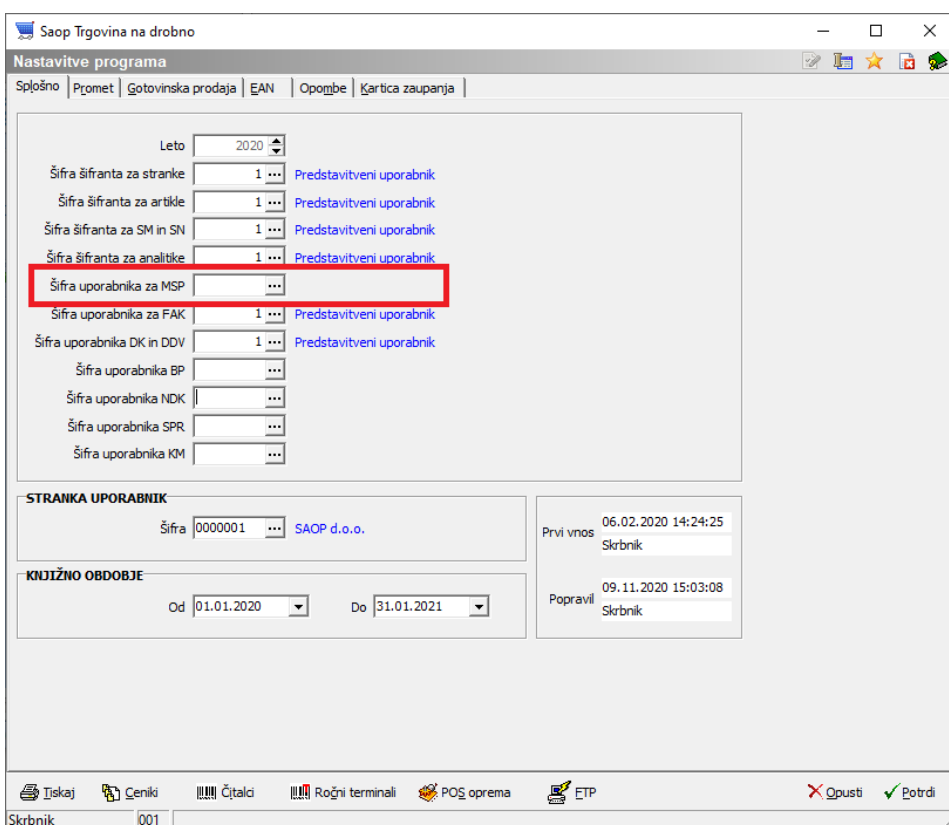 Saop Trgovina na drobno
Nastavitve programa
Splošno Promet Gotovinska prodaja EAN Opombe Kartica zaupanja
Leto 2020
Šifra šifranta za stranke 1 ... Predstavitveni uporabnik
Šifra šifranta za artikle 1 ... Predstavitveni uporabnik
Šifra šifranta za SM in SN 1 ... Predstavitveni uporabnik
Šifra šifranta za analitike 1 ... Predstavitveni uporabnik
Šifra uporabnika za MSP ...
Šifra uporabnika za FAK 1 ... Predstavitveni uporabnik
Šifra uporabnika DK in DDV 1 ... Predstavitveni uporabnik
Šifra uporabnika BP ...
Šifra uporabnika NDK ...
Šifra uporabnika SPR ...
Šifra uporabnika KM ...
STRANKA UPORABNIK
Šifra 0000001 ... SAOP d.o.o.
KNJIŽNO OBDOBJE
Od 01.01.2020 Do 31.01.2021
Prvi vnos 06.02.2020 14:24:25
Skrbnik
Popravil 09.11.2020 15:03:08
Skrbnik
Tiskaj Ceniki Čitalci Ročni terminali POS oprema FTP Opusti Potrdi
Skrbnik 001